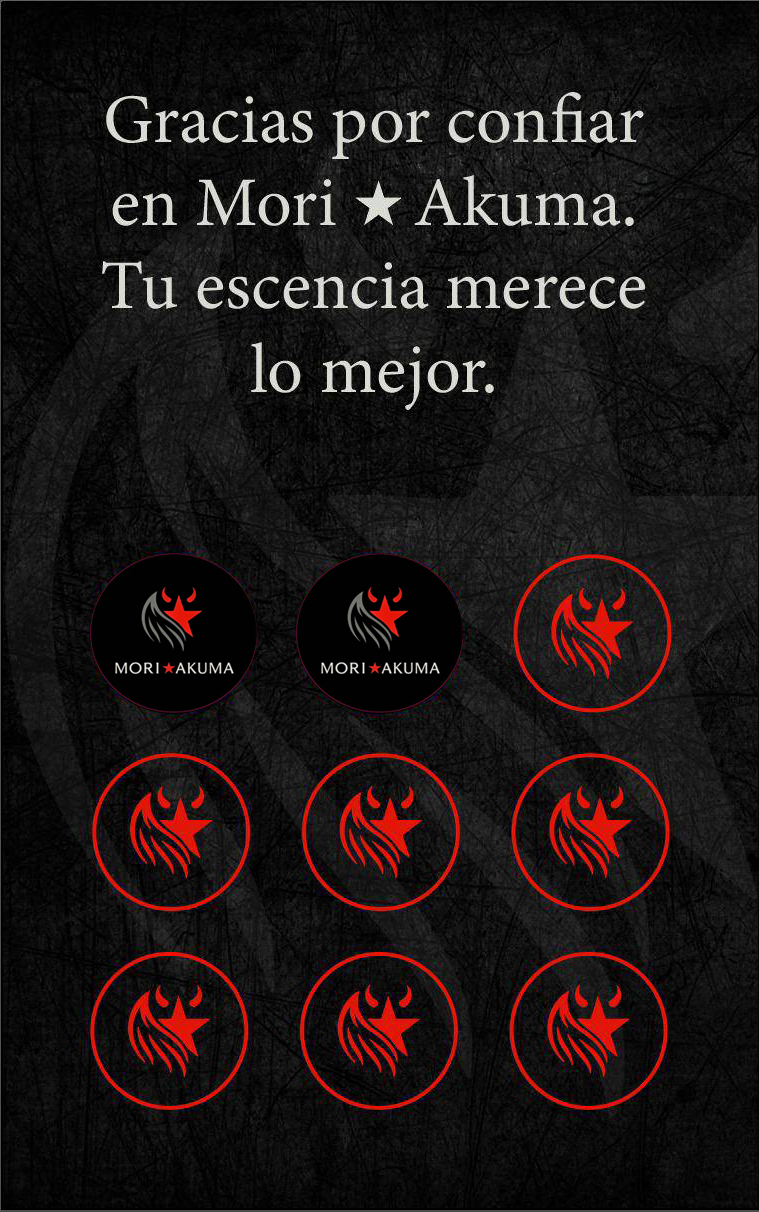 Gracias por confiar
en Mori ★ Akuma.
Tu escencia merece
lo mejor.
MORI★AKUMA
MORI★AKUMA